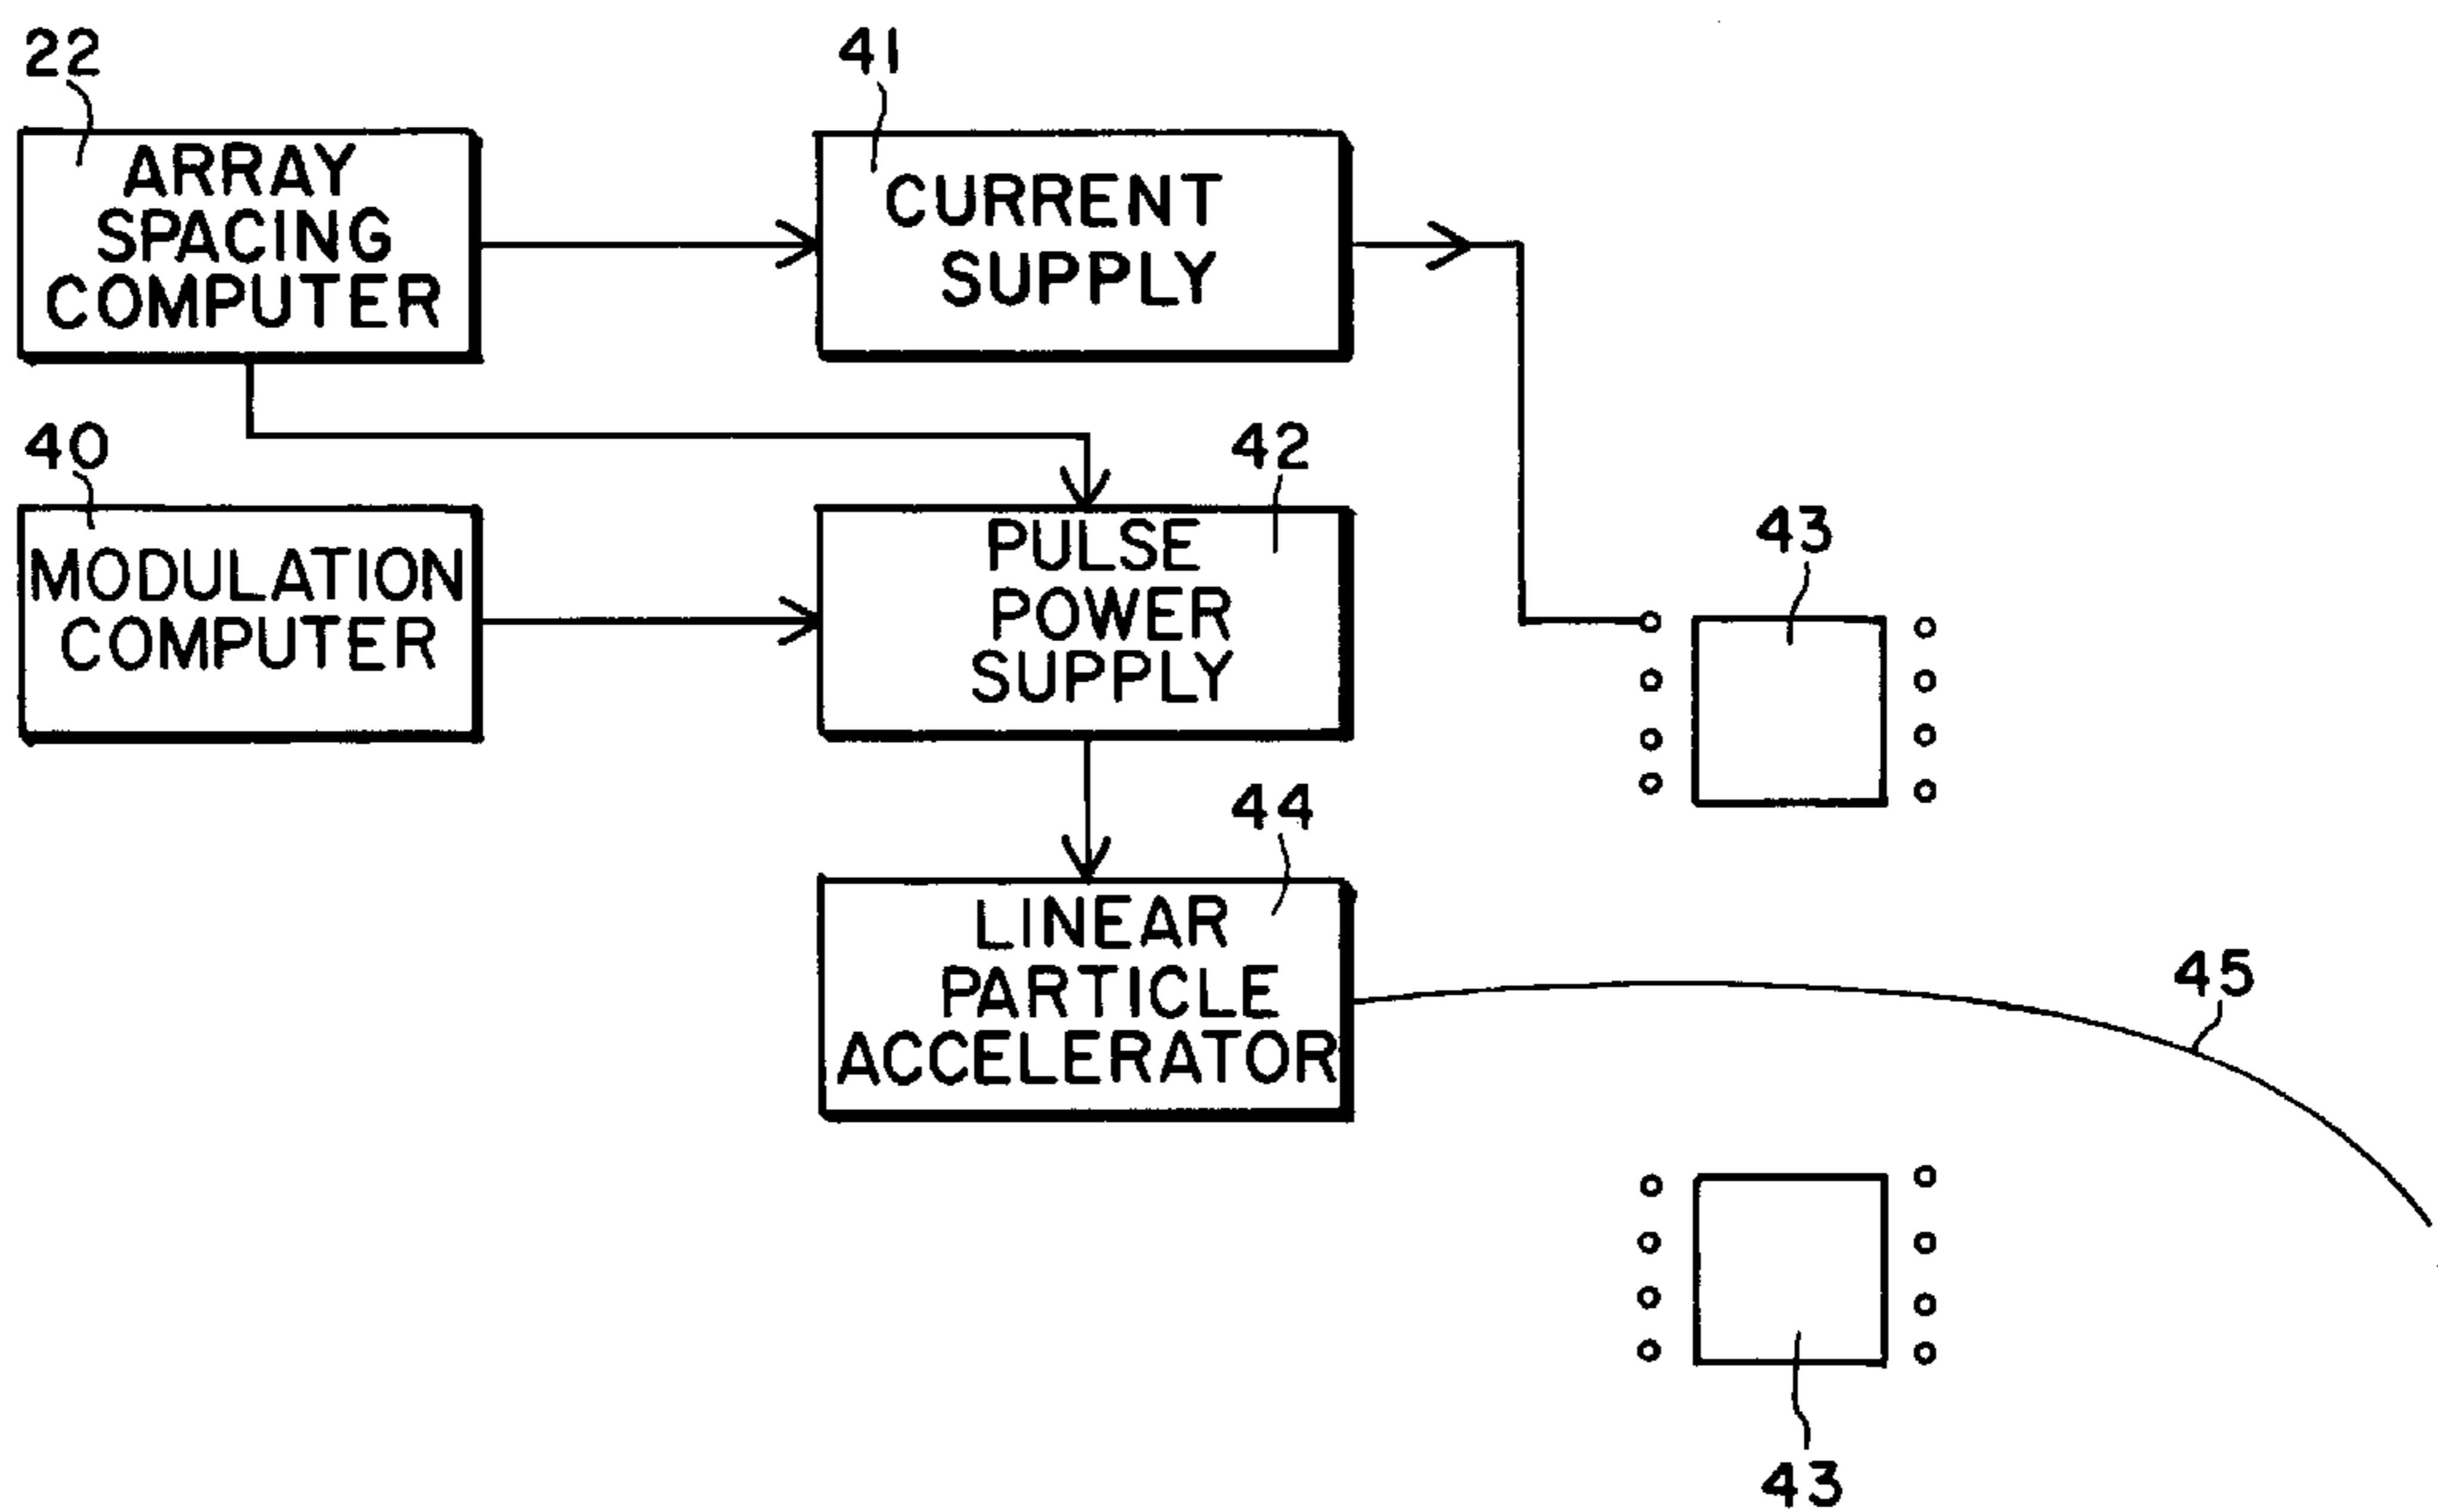 22
ARRAY
SPACING
COMPUTER
41
CURRENT
SUPPLY
40
MODULATION
COMPUTER
42
PULSE
POWER
SUPPLY
43
44
LINEAR
PARTICLE
ACCELERATOR
45
43